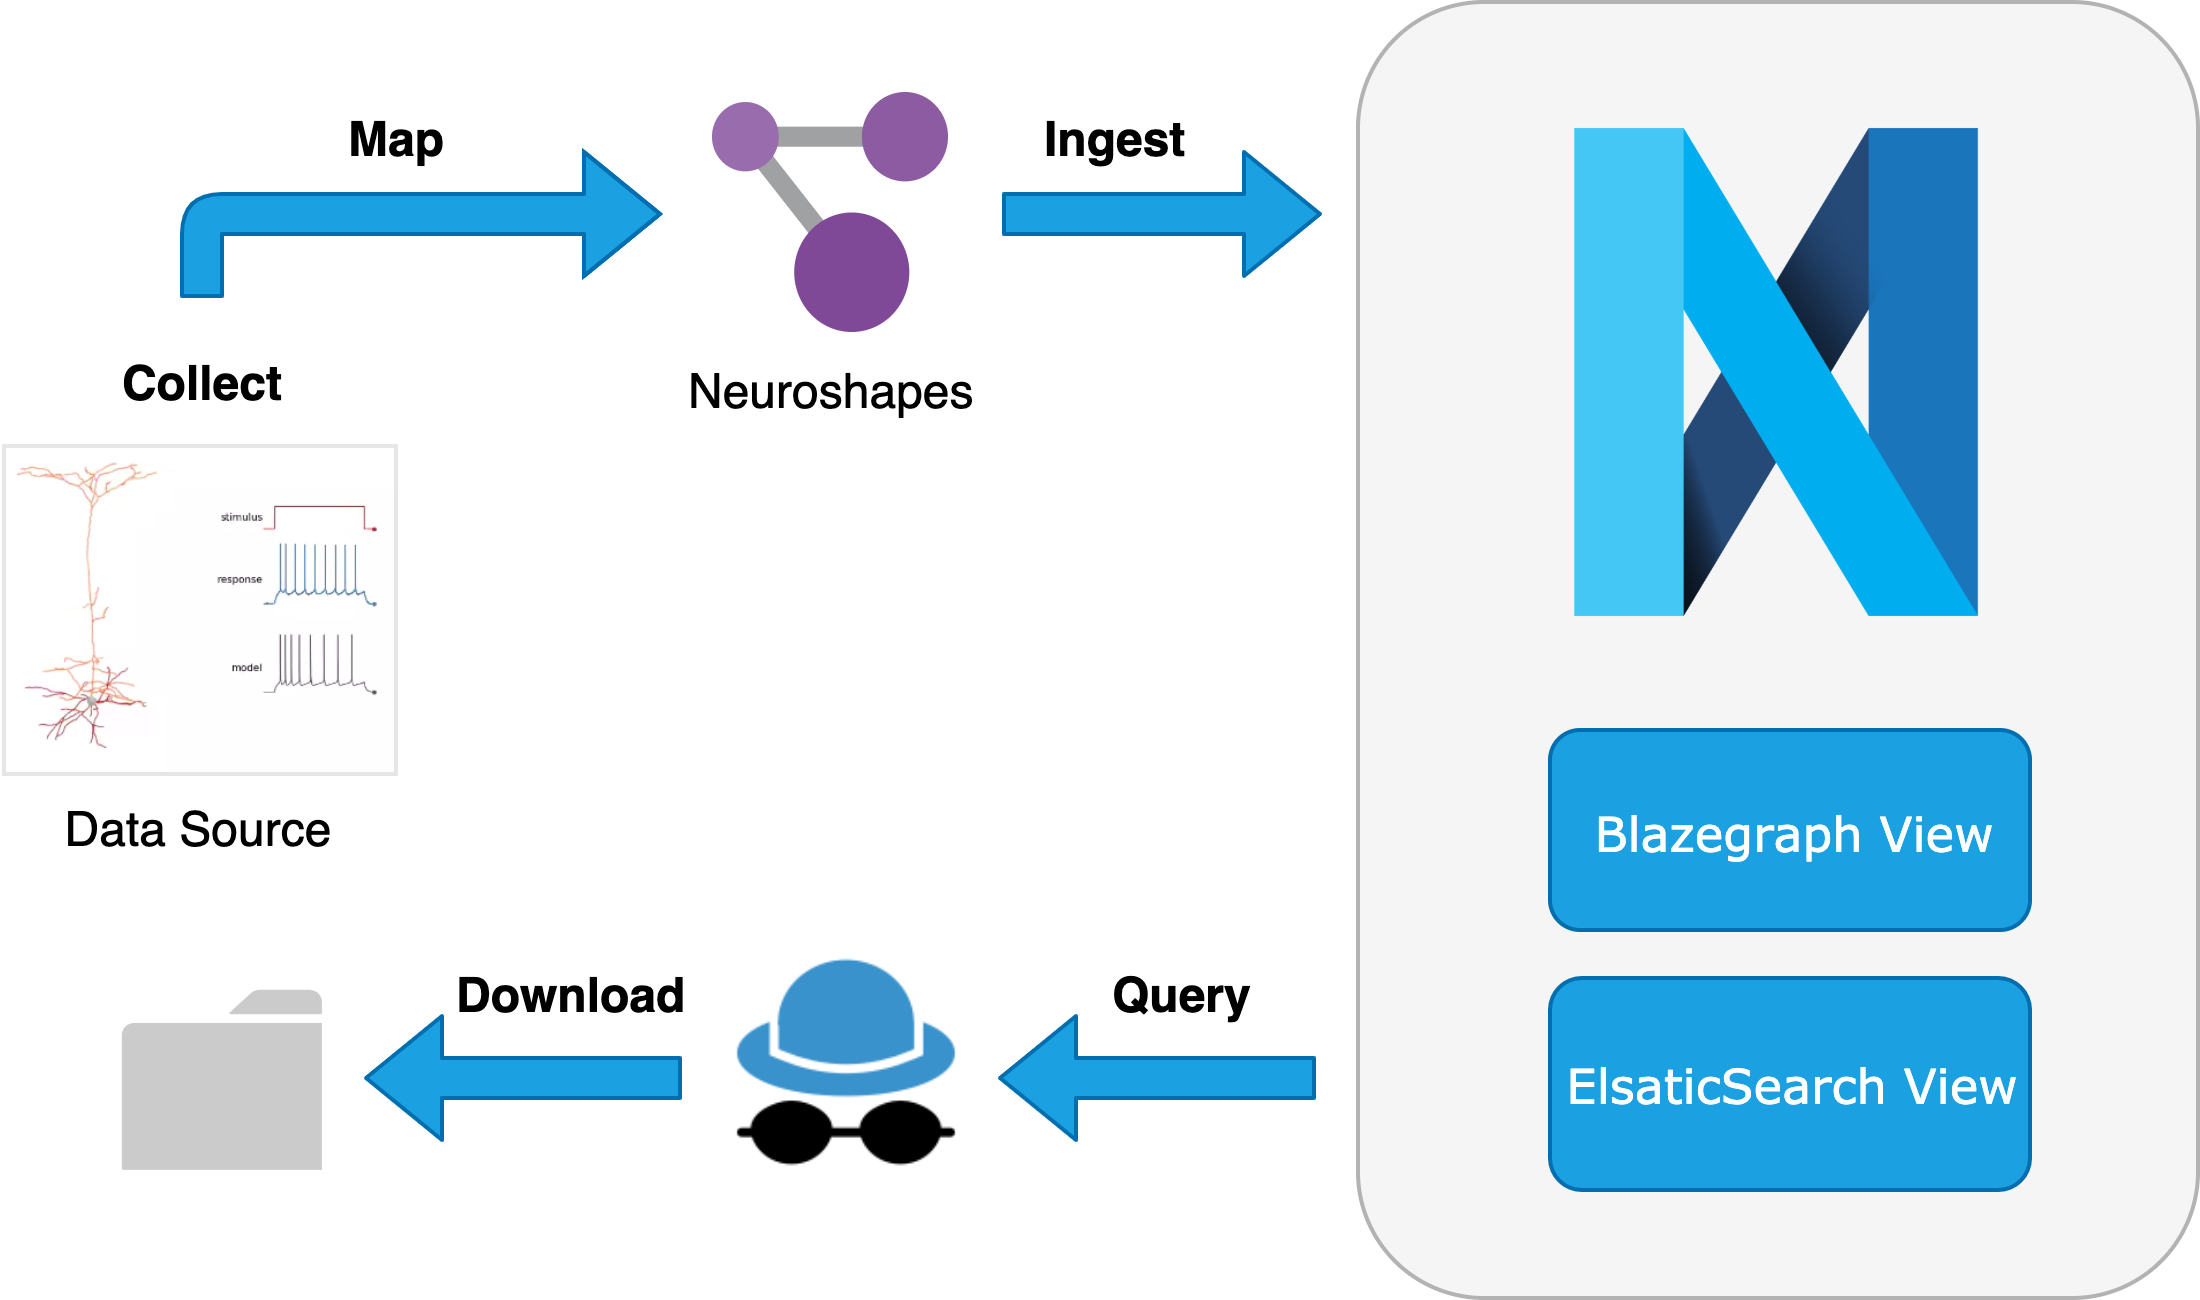 Map
Ingest
Collect
Neuroshapes
stimulus
response
model
Data Source
Blazegraph View
Download
Query
ElsaticSearch View